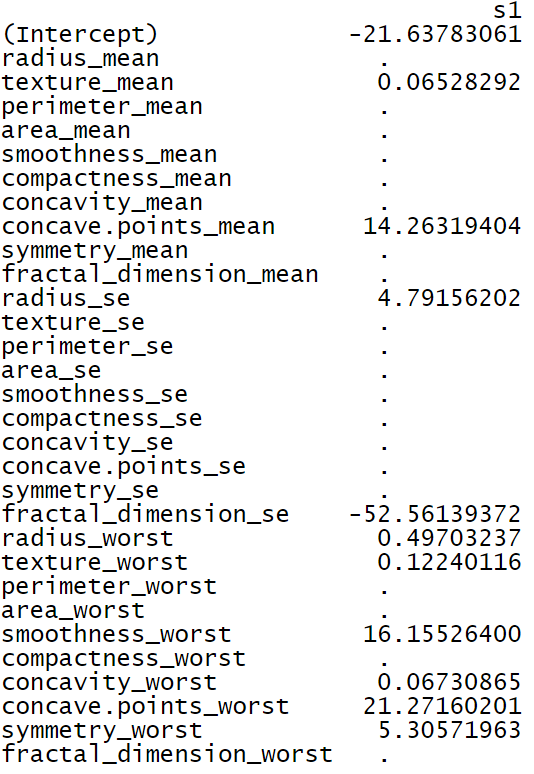 s1
(Intercept) -21.63783061
radius_mean .
texture_mean 0.06528292
perimeter_mean .
area_mean .
smoothness_mean .
compactness_mean .
concavity_mean .
concave.points_mean 14.26319404
symmetry_mean .
fractal_dimension_mean .
radius_se 4.79156202
texture_se .
perimeter_se .
area_se .
smoothness_se .
compactness_se .
concavity_se .
concave.points_se .
symmetry_se .
fractal_dimension_se -52.56139372
radius_worst 0.49703237
texture_worst 0.12240116
perimeter_worst .
area_worst .
smoothness_worst 16.15526400
compactness_worst .
concavity_worst 0.06730865
concave.points_worst 21.27160201
symmetry_worst 5.30571963
fractal_dimension_worst .